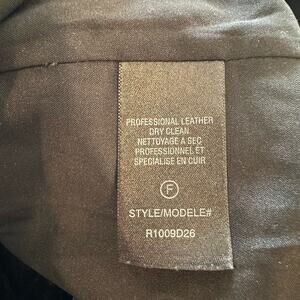 PROFESSIONAL LEATHER
DRY CLEAN
NETTOYAGE A SEC
PROFESSIONNEL ET
SPECIALISE EN CUIR
F
STYLE/MODELE#
R1009D26